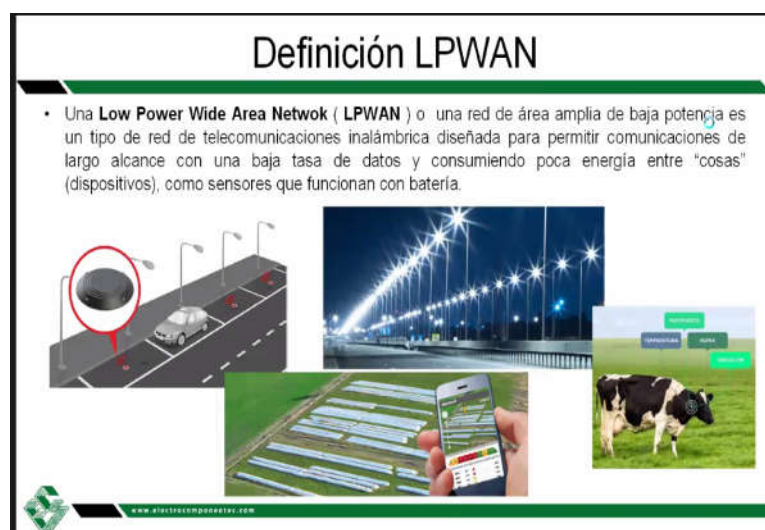 Definición LPWAN
• Una Low Power Wide Area Netwok ( LPWAN ) o una red de área amplia de baja potencia es
un tipo de red de telecomunicaciones inalámbrica diseñada para permitir comunicaciones de
largo alcance con una baja tasa de datos y consumiendo poca energía entre “cosas”
(dispositivos), como sensores que funcionan con batería.
TEMPERATURA
www.electrocomponentec.com